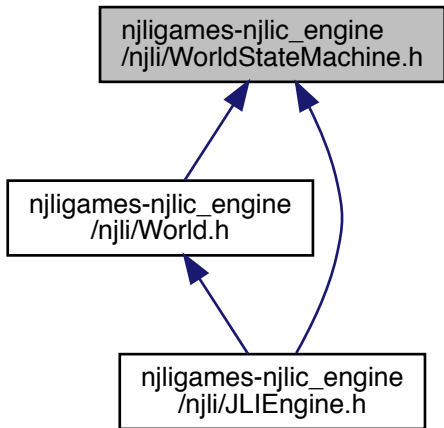 njligames-njlic_engine
/njli/WorldStateMachine.h
njligames-njlic_engine
/njli/World.h
njligames-njlic_engine
/njli/JLIEngine.h